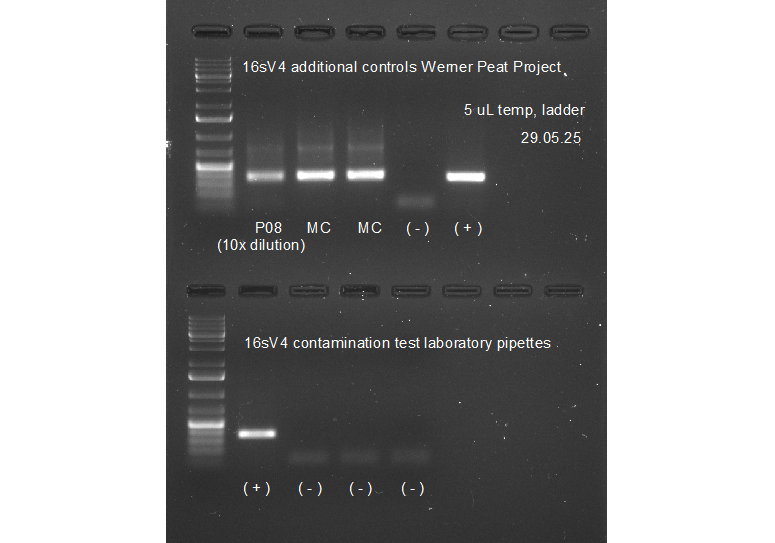 16sV4 additional controls Werner Peat Project
5 uL temp, ladder
29.05.25
P08 MC MC (-) (+)
(10x dilution)
16sV4 contamination test laboratory pipettes
(+) (-) (-) (-)